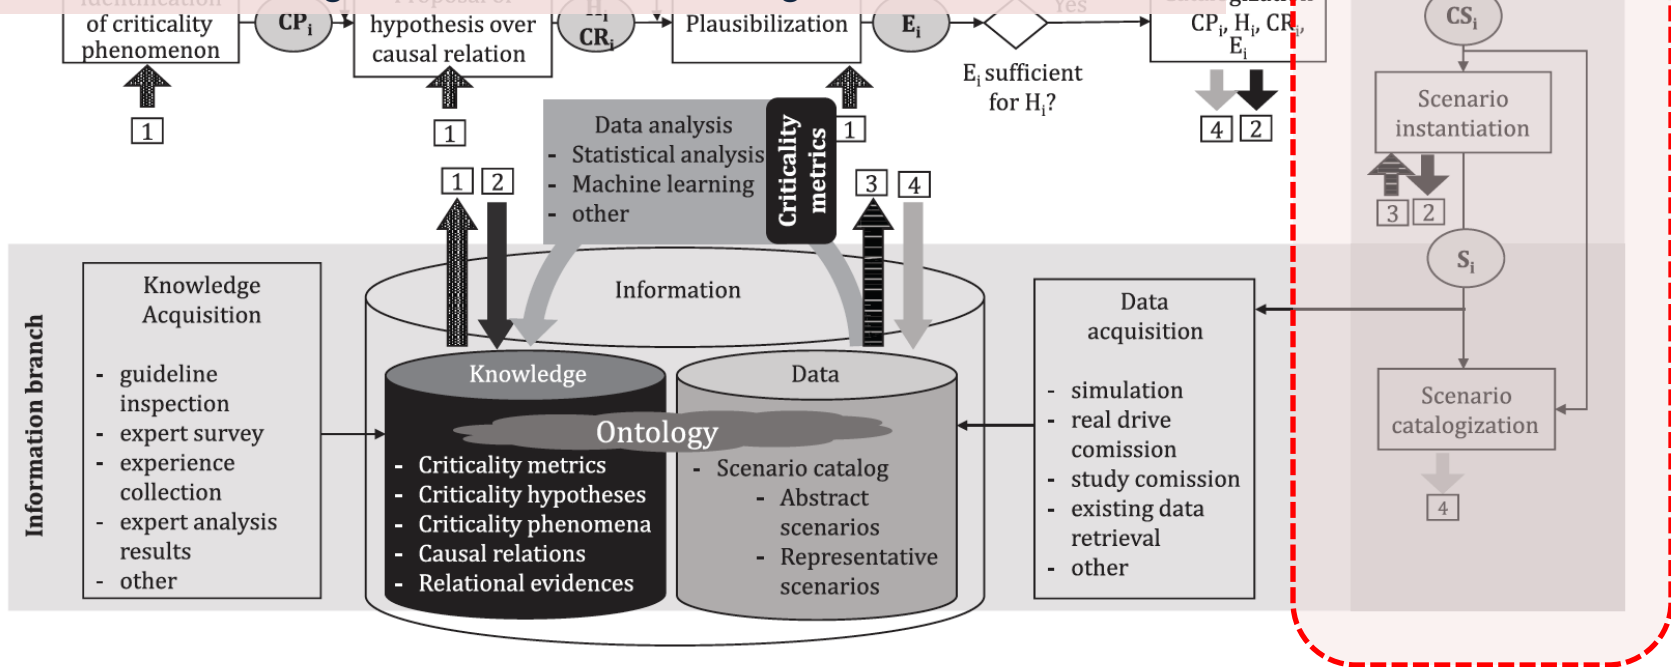 of criticality
phenomenon
CPi
hypothesis over
causal relation
Hi
CRi
Plausibilization
Ei
Yes
Ei sufficient
for Hi?
CPi, Hi, CRi,
Ei
CSi
1
1
1
4
2
Scenario
instantiation
3
2
Si
Scenario
catalogization
4
Data analysis
- Statistical analysis
- Machine learning
- other
Criticality
metrics
1
2
3
4
Information branch
Knowledge
Acquisition
- guideline
inspection
- expert survey
- experience
collection
- expert analysis
results
- other
Information
Knowledge
Data
Ontology
- Criticality metrics
- Criticality hypotheses
- Criticality phenomena
- Causal relations
- Relational evidences
- Scenario catalog
- Abstract
scenarios
- Representative
scenarios
Data
acquisition
- simulation
- real drive
comission
- study comission
- existing data
retrieval
- other